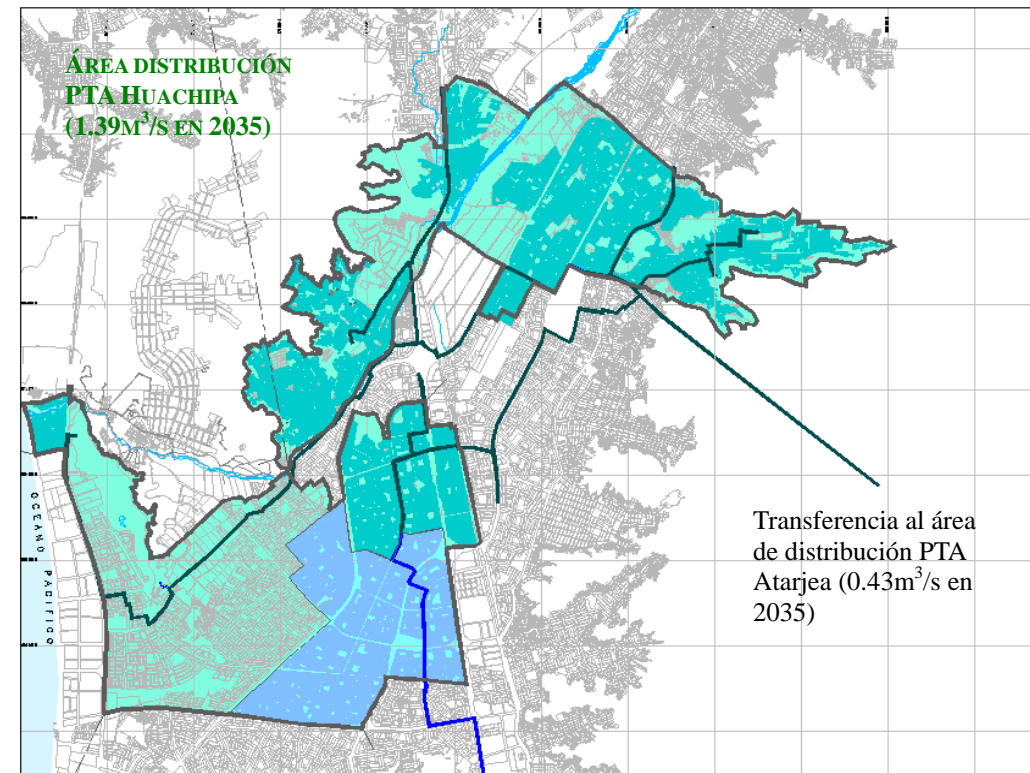 ÁREA DISTRIBUCIÓN
PTA HUACHIPA
(1.39M³/S EN 2035)
Transferencia al área
de distribución PTA
Atarjea (0.43m³/s en
2035)
OCEANO PACIFICO